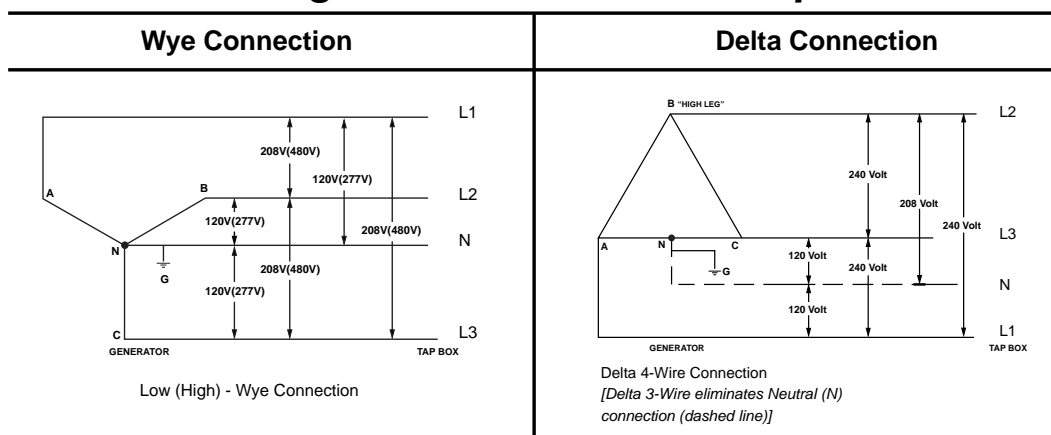 Wye Connection
L1
208V(480V)
120V(277V)
A
B
L2
120V(277V)
208V(480V)
N
N
G
208V(480V)
120V(277V)
C
L3
GENERATOR
TAP BOX
Low (High) - Wye Connection
Delta Connection
B "HIGH LEG"
L2
240 Volt
208 Volt
240 Volt
L3
A
N
C
G
120 Volt
240 Volt
N
120 Volt
L1
GENERATOR
TAP BOX
Delta 4-Wire Connection
[Delta 3-Wire eliminates Neutral (N)
connection (dashed line)]